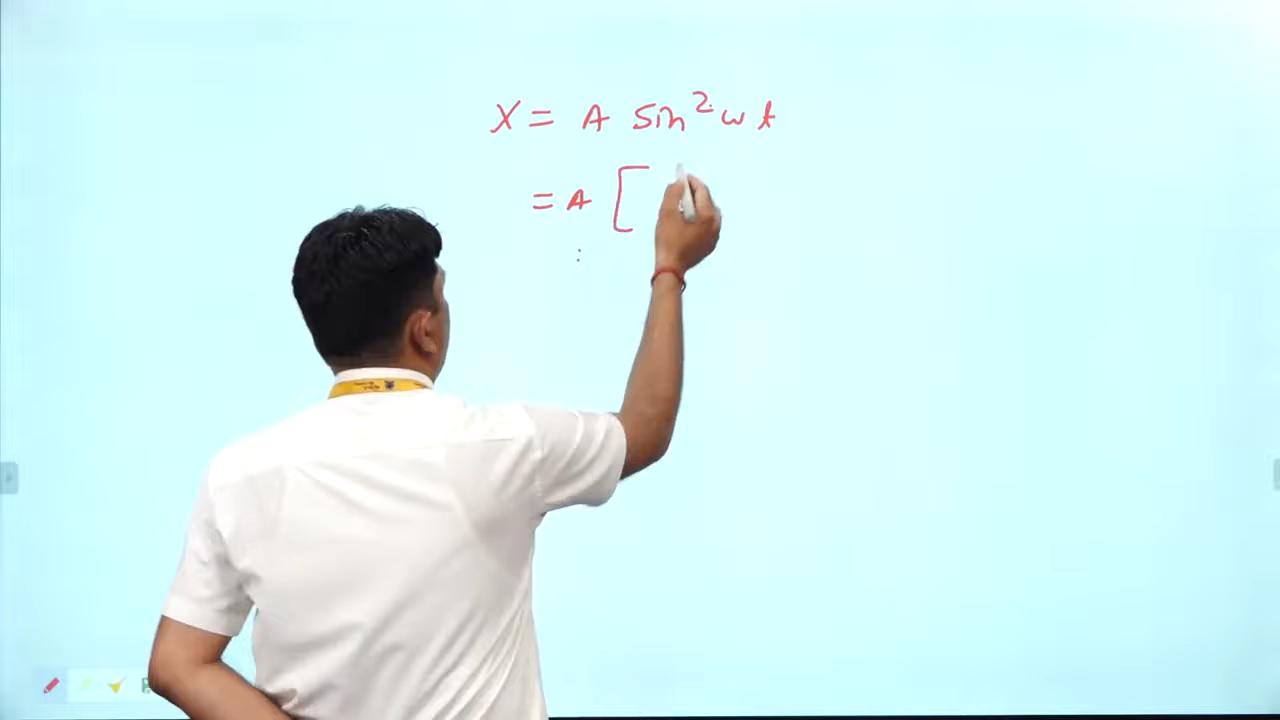 X = A Sin²ωt
= A [